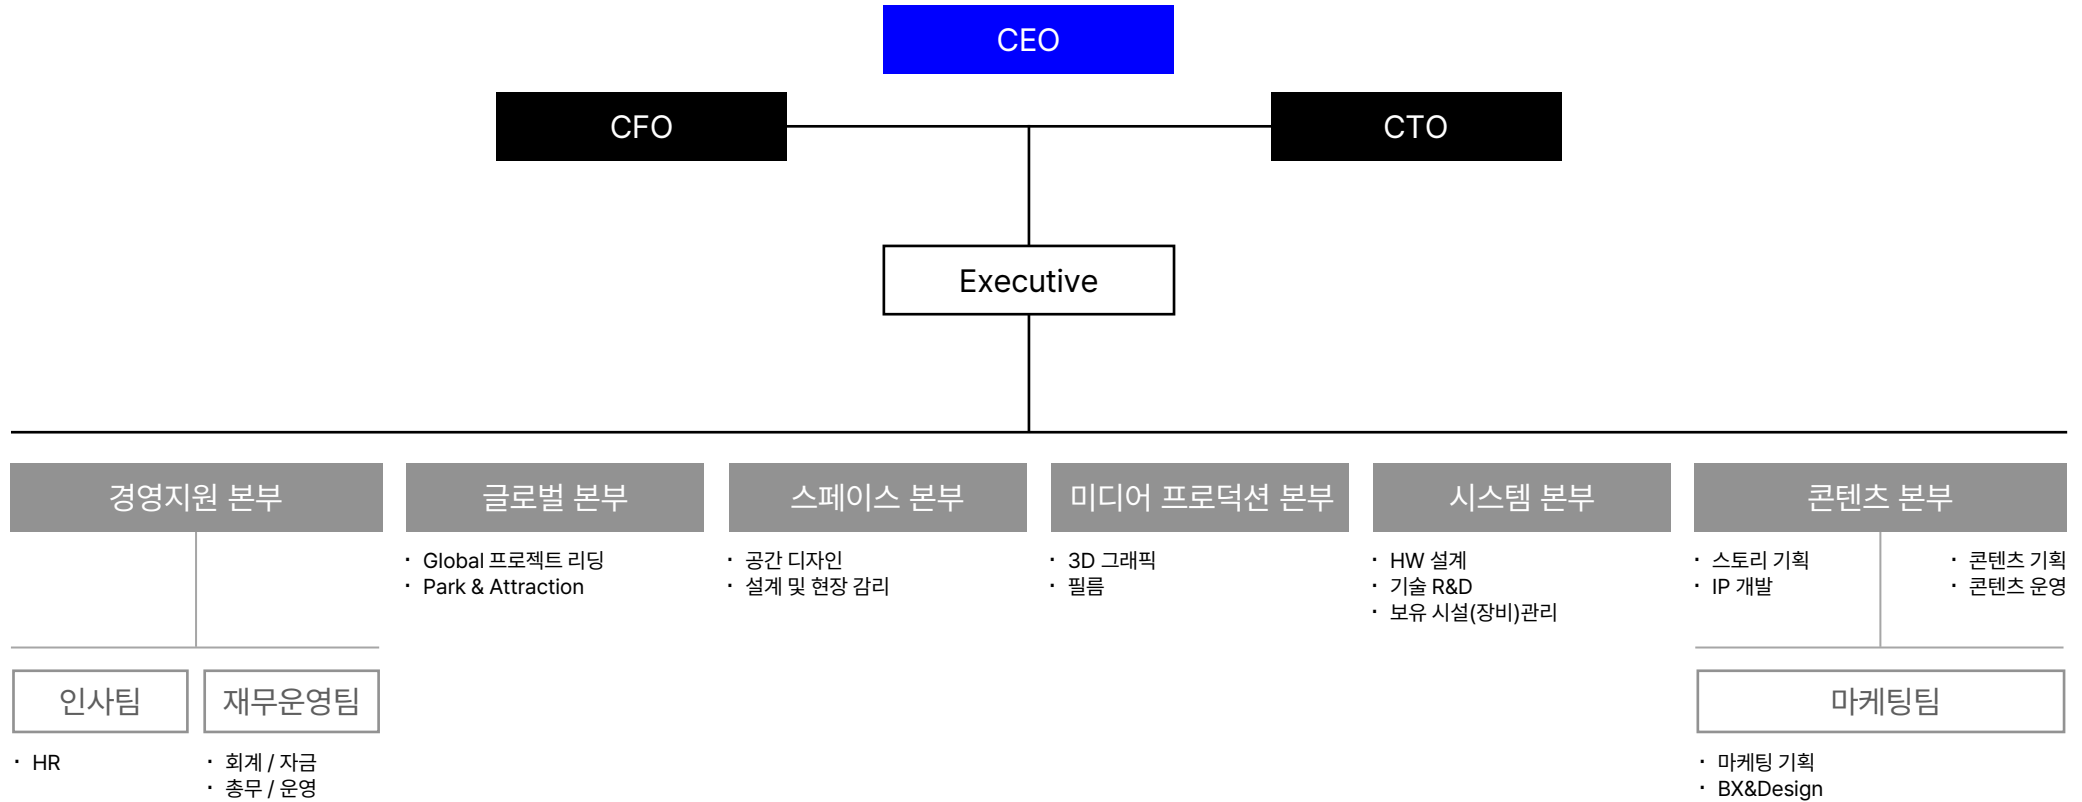 CEO
CFO
CTO
Executive
경영지원 본부
글로벌 본부
스페이스 본부
미디어 프로덕션 본부
시스템 본부
콘텐츠 본부
· Global 프로젝트 리딩
· Park & Attraction
· 공간 디자인
· 설계 및 현장 감리
· 3D 그래픽
· 필름
· HW 설계
· 기술 R&D
· 보유 시설(장비)관리
· 스토리 기획
· IP 개발
· 콘텐츠 기획
· 콘텐츠 운영
인사팀
재무운영팀
마케팅팀
· HR
· 회계 / 자금
· 총무 / 운영
· 마케팅 기획
· BX&Design